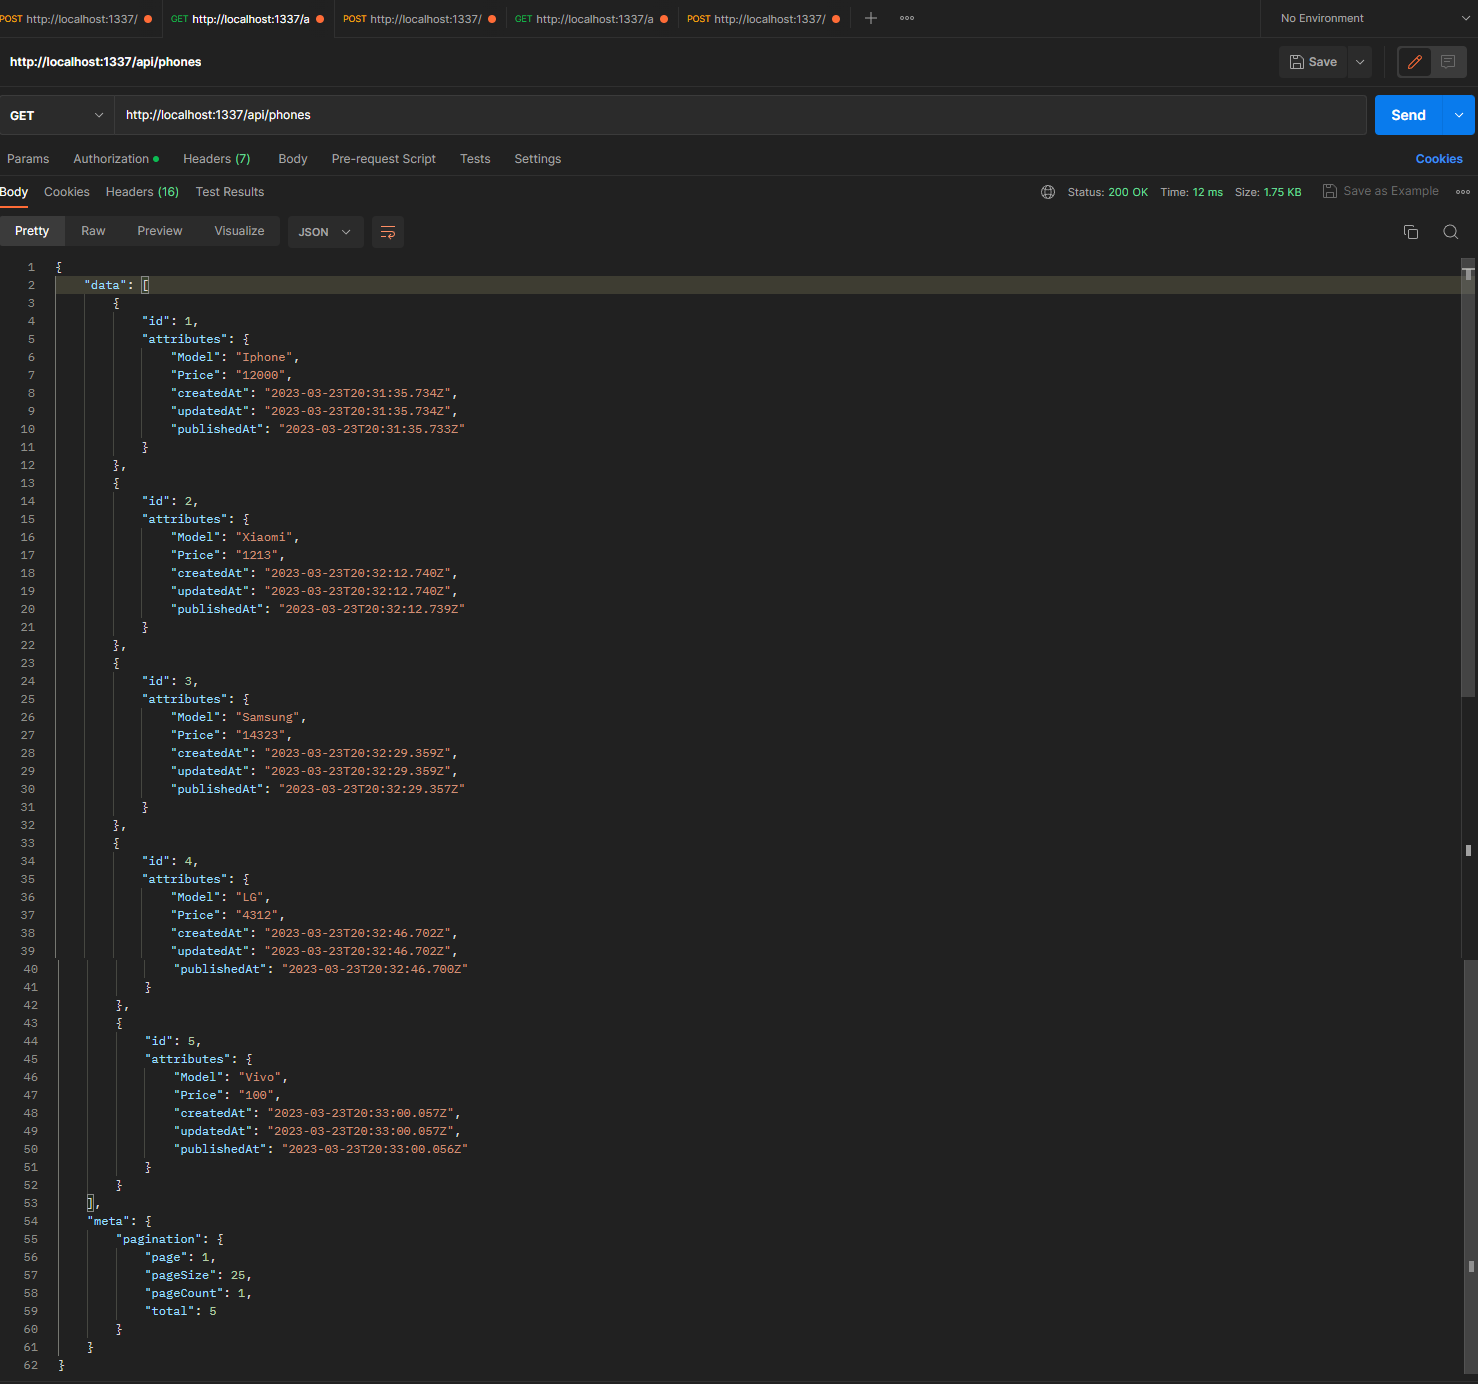 POST http://localhost:1337/ GET http://localhost:1337/a POST http://localhost:1337/ GET http://localhost:1337/a POST http://localhost:1337/ No Environment
http://localhost:1337/api/phones Save
GET http://localhost:1337/api/phones Send
Params Authorization Headers (7) Body Pre-request Script Tests Settings Cookies
Body Cookies Headers (16) Test Results Status: 200 OK Time: 12 ms Size: 1.75 KB Save as Example
Pretty Raw Preview Visualize JSON
1 {
2 "data": [
3 {
4 "id": 1,
5 "attributes": {
6 "Model": "Iphone",
7 "Price": "12000",
8 "createdAt": "2023-03-23T20:31:35.734Z",
9 "updatedAt": "2023-03-23T20:31:35.734Z",
10 "publishedAt": "2023-03-23T20:31:35.733Z"
11 }
12 },
13 {
14 "id": 2,
15 "attributes": {
16 "Model": "Xiaomi",
17 "Price": "1213",
18 "createdAt": "2023-03-23T20:32:12.740Z",
19 "updatedAt": "2023-03-23T20:32:12.740Z",
20 "publishedAt": "2023-03-23T20:32:12.739Z"
21 }
22 },
23 {
24 "id": 3,
25 "attributes": {
26 "Model": "Samsung",
27 "Price": "14323",
28 "createdAt": "2023-03-23T20:32:29.359Z",
29 "updatedAt": "2023-03-23T20:32:29.359Z",
30 "publishedAt": "2023-03-23T20:32:29.357Z"
31 }
32 },
33 {
34 "id": 4,
35 "attributes": {
36 "Model": "LG",
37 "Price": "4312",
38 "createdAt": "2023-03-23T20:32:46.702Z",
39 "updatedAt": "2023-03-23T20:32:46.702Z",
40 "publishedAt": "2023-03-23T20:32:46.700Z"
41 }
42 },
43 {
44 "id": 5,
45 "attributes": {
46 "Model": "Vivo",
47 "Price": "100",
48 "createdAt": "2023-03-23T20:33:00.057Z",
49 "updatedAt": "2023-03-23T20:33:00.057Z",
50 "publishedAt": "2023-03-23T20:33:00.056Z"
51 }
52 }
53 ],
54 "meta": {
55 "pagination": {
56 "page": 1,
57 "pageSize": 25,
58 "pageCount": 1,
59 "total": 5
60 }
61 }
62 }